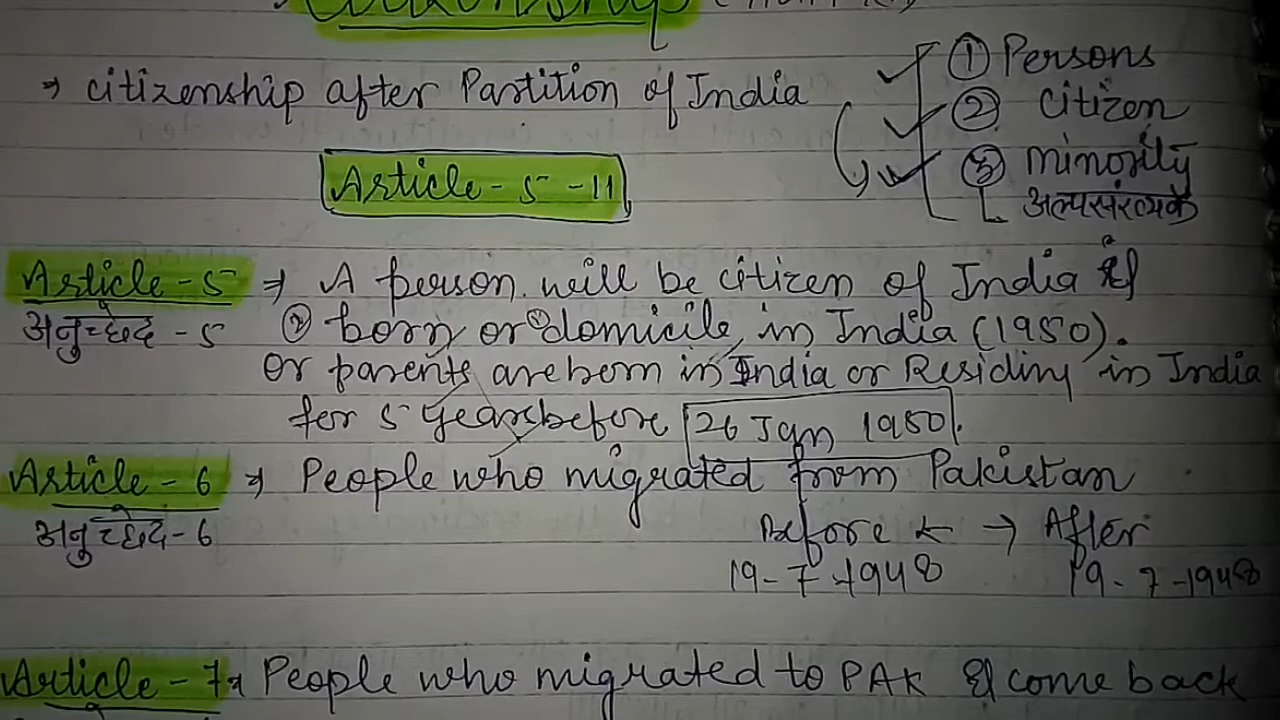 Citizenship
⇒ citizenship after Partition of India
① Persons
② citizen
③ minority
अल्पसंख्यक
Article - 5 - 11
Article - 5 ⇒ A person will be citizen of India if
अनुच्छेद - 5 ② born or ① domicile in India (1950).
or parents are born in India or Residing in India
for 5 years before 26 Jan 1950.
Article - 6 ⇒ People who migrated from Pakistan
अनुच्छेद - 6 Before ← → After
19-7-1948 19-7-1948
Article - 7 ⇒ People who migrated to PAK & come back